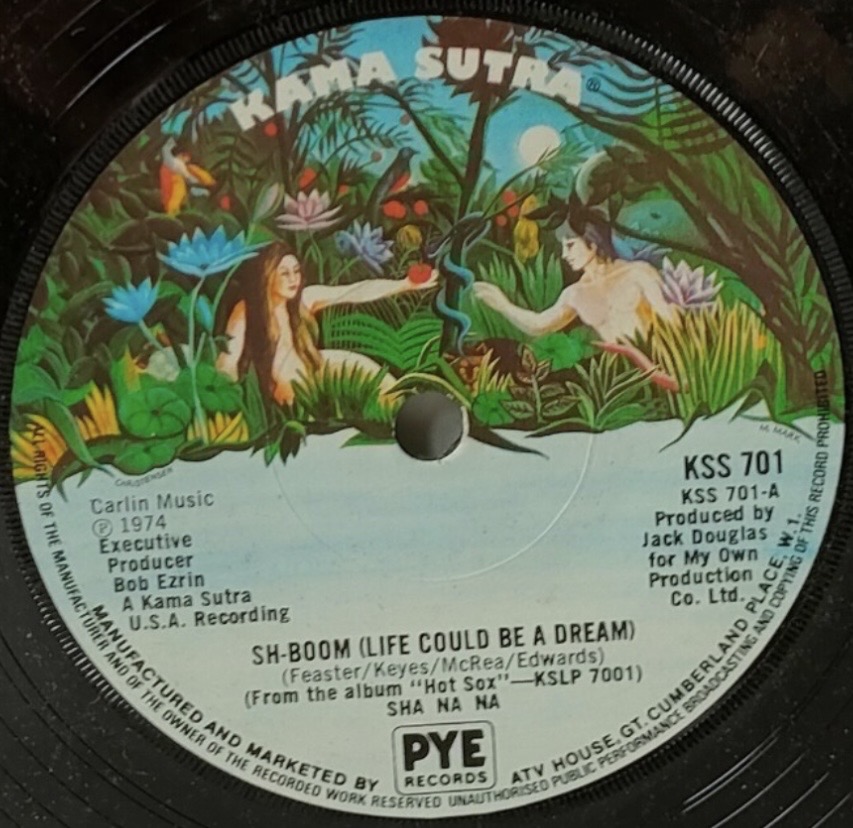 KAMA SUTRA®
CHRISTENSEN
M. MARK
Carlin Music
Ⓟ 1974
Executive
Producer
Bob Ezrin
A Kama Sutra
U.S.A. Recording
KSS 701
KSS 701-A
Produced by
Jack Douglas
for My Own
Production
Co. Ltd.
SH-BOOM (LIFE COULD BE A DREAM)
(Feaster/Keyes/McRea/Edwards)
(From the album "Hot Sox"—KSLP 7001)
SHA NA NA
PYE
RECORDS
MANUFACTURED AND MARKETED BY
ATV HOUSE, GT. CUMBERLAND PLACE, W.1.
ALL RIGHTS OF THE MANUFACTURER AND OF THE OWNER OF THE RECORDED WORK RESERVED UNAUTHORISED PUBLIC PERFORMANCE BROADCASTING AND COPYING OF THIS RECORD PROHIBITED